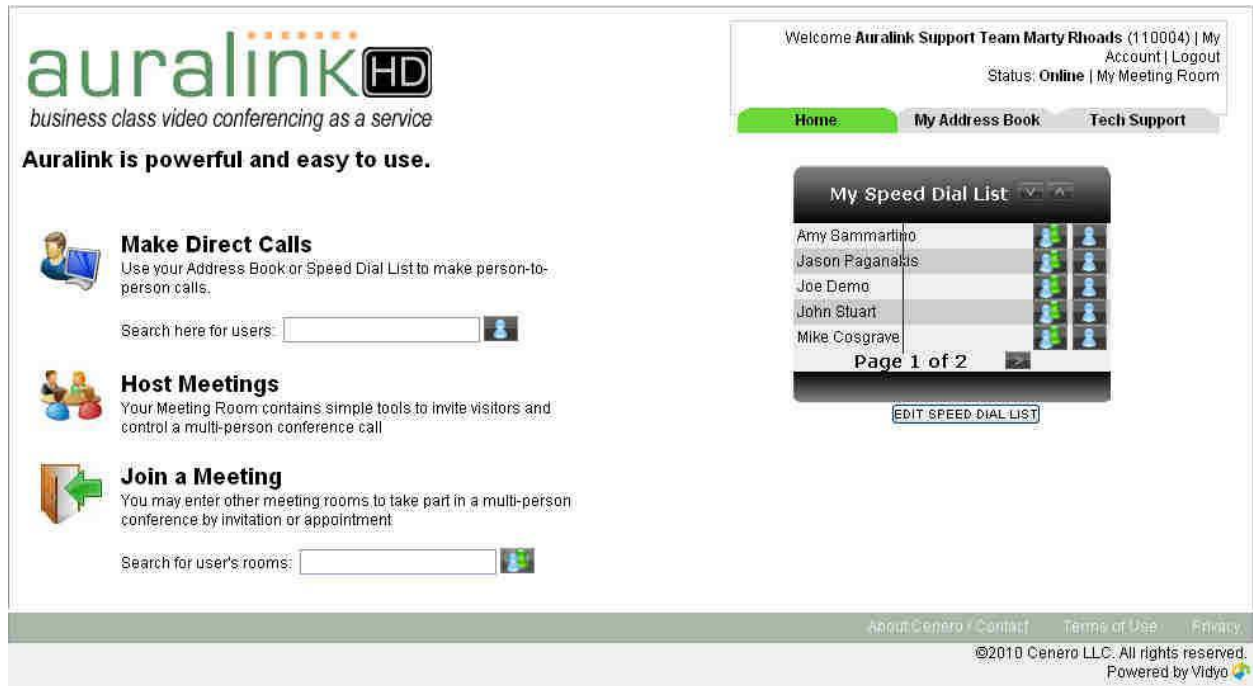 auralink HD
business class video conferencing as a service
Auralink is powerful and easy to use.
Welcome Auralink Support Team Marty Rhoads (110004) | My
Account | Logout
Status: Online | My Meeting Room
Home My Address Book Tech Support
Make Direct Calls
Use your Address Book or Speed Dial List to make person-to-
person calls.
Search here for users:
Host Meetings
Your Meeting Room contains simple tools to invite visitors and
control a multi-person conference call
Join a Meeting
You may enter other meeting rooms to take part in a multi-person
conference by invitation or appointment
Search for user's rooms:
My Speed Dial List
Amy Sammartino
Jason Paganakis
Joe Demo
John Stuart
Mike Cosgrave
Page 1 of 2
EDIT SPEED DIAL LIST
About Cenero / Contact Terms of Use Privacy
©2010 Cenero LLC. All rights reserved.
Powered by Vidyo